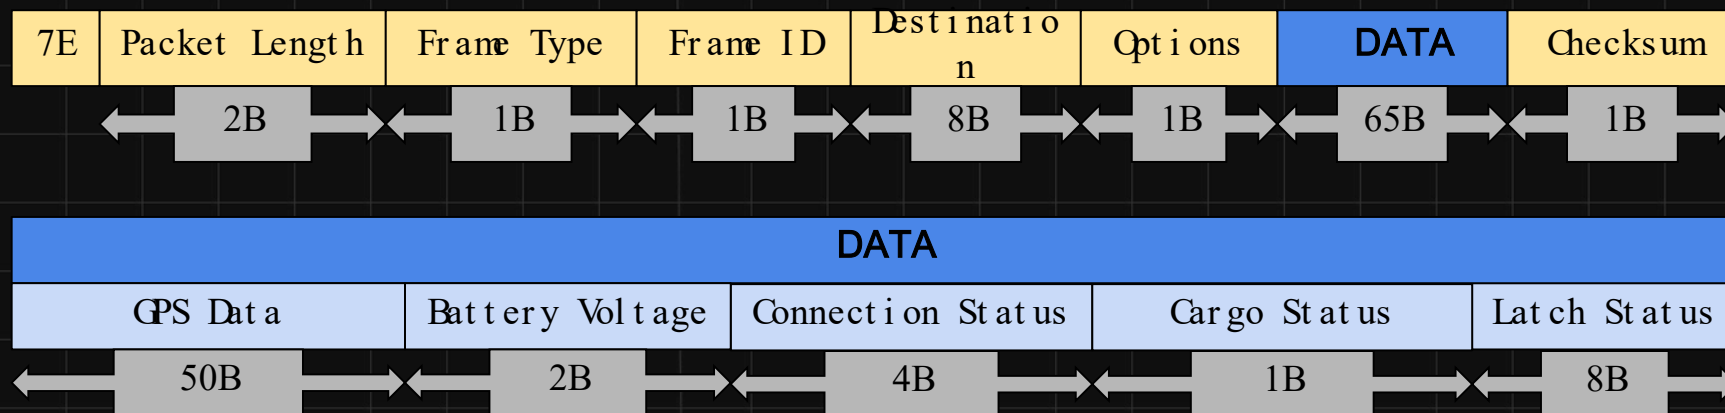 7E Packet Length Frame Type Frame ID Destinatio
n Options DATA Checksum
2B 1B 1B 8B 1B 65B 1B
DATA
GPS Data Battery Voltage Connection Status Cargo Status Latch Status
50B 2B 4B 1B 8B